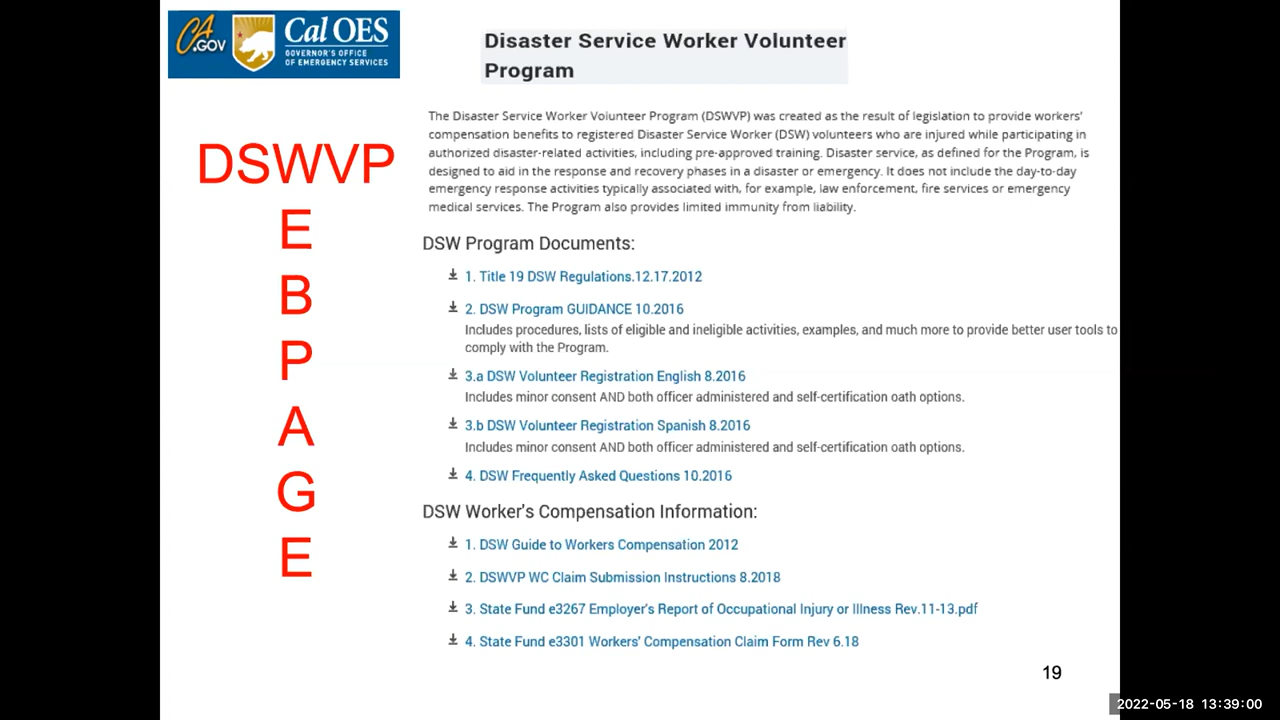 CA
.GOV
Cal OES
GOVERNOR'S OFFICE
OF EMERGENCY SERVICES
Disaster Service Worker Volunteer
Program
DSWVP
E
B
P
A
G
E
The Disaster Service Worker Volunteer Program (DSWVP) was created as the result of legislation to provide workers'
compensation benefits to registered Disaster Service Worker (DSW) volunteers who are injured while participating in
authorized disaster-related activities, including pre-approved training. Disaster service, as defined for the Program, is
designed to aid in the response and recovery phases in a disaster or emergency. It does not include the day-to-day
emergency response activities typically associated with, for example, law enforcement, fire services or emergency
medical services. The Program also provides limited immunity from liability.
DSW Program Documents:
1. Title 19 DSW Regulations.12.17.2012
2. DSW Program GUIDANCE 10.2016
Includes procedures, lists of eligible and ineligible activities, examples, and much more to provide better user tools to
comply with the Program.
3.a DSW Volunteer Registration English 8.2016
Includes minor consent AND both officer administered and self-certification oath options.
3.b DSW Volunteer Registration Spanish 8.2016
Includes minor consent AND both officer administered and self-certification oath options.
4. DSW Frequently Asked Questions 10.2016
DSW Worker's Compensation Information:
1. DSW Guide to Workers Compensation 2012
2. DSWVP WC Claim Submission Instructions 8.2018
3. State Fund e3267 Employer's Report of Occupational Injury or Illness Rev.11-13.pdf
4. State Fund e3301 Workers' Compensation Claim Form Rev 6.18
19
2022-05-18 13:39:00